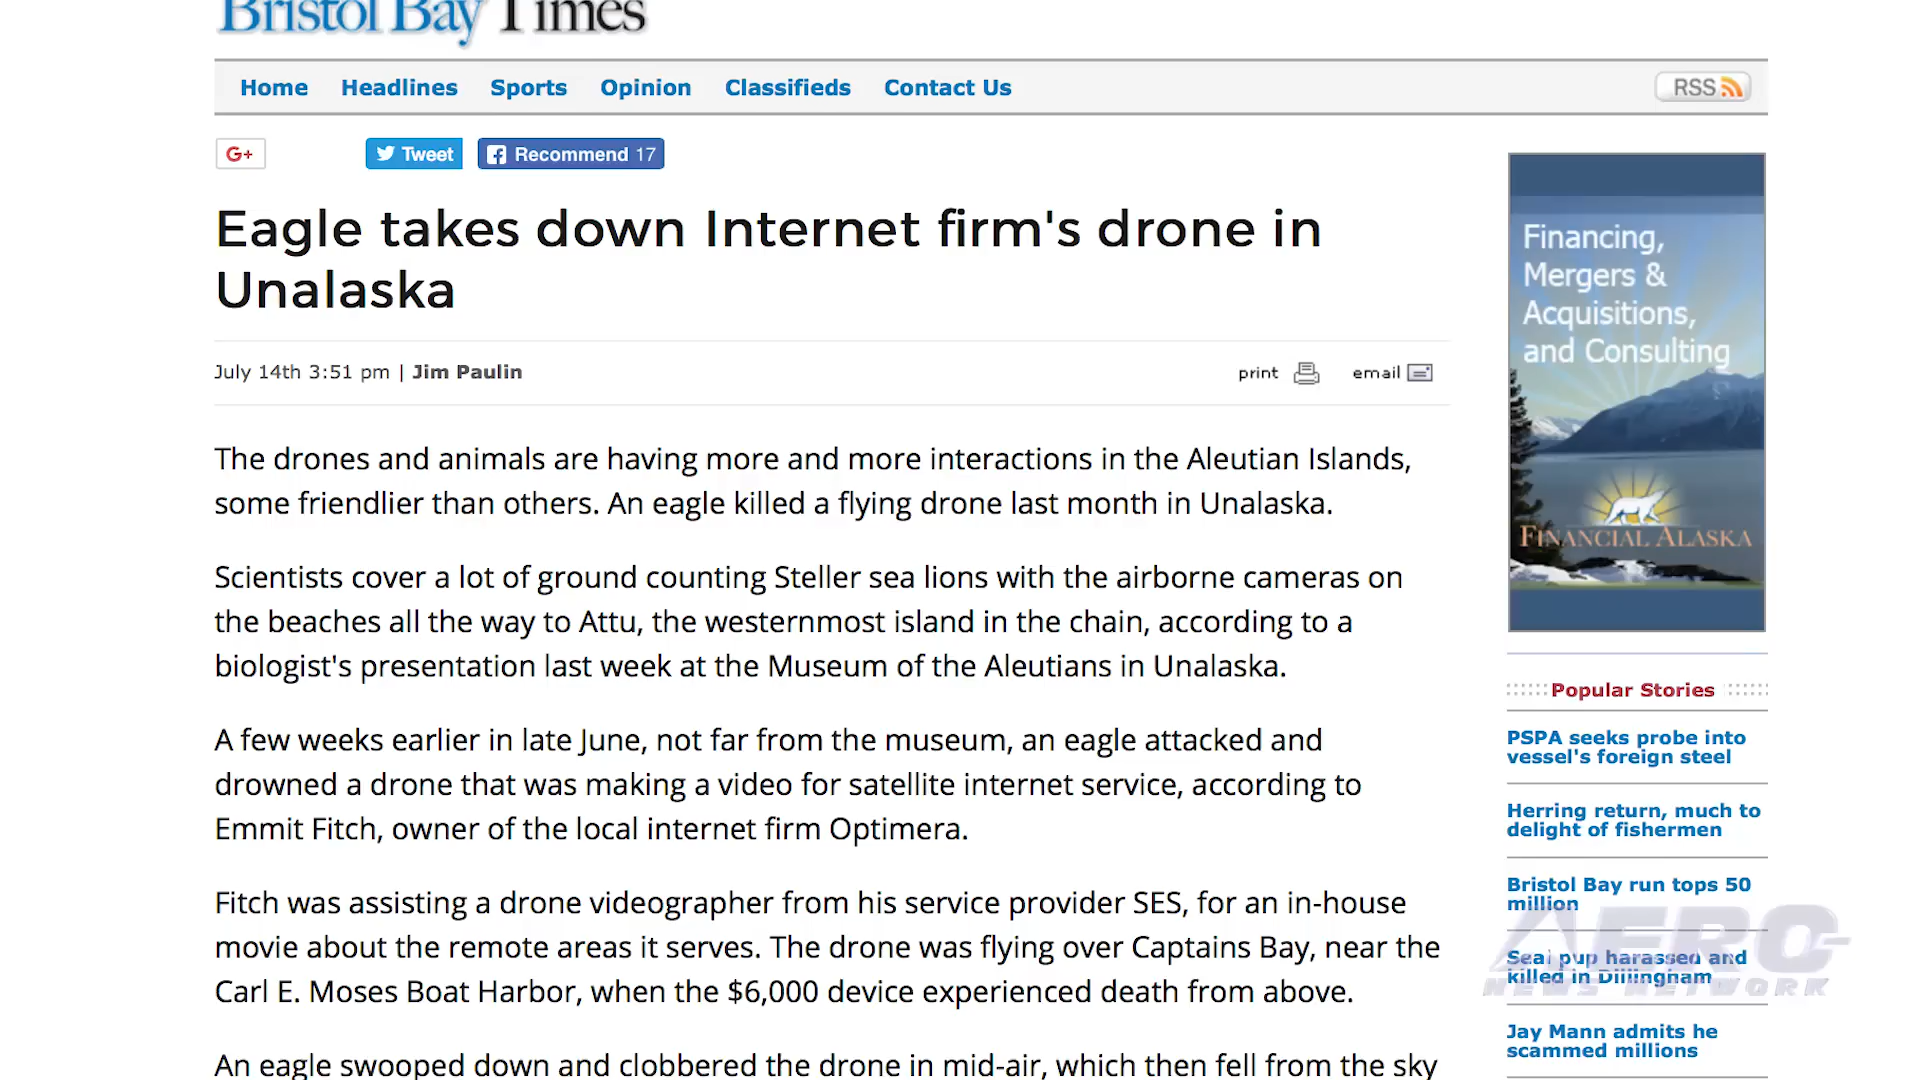 Bristol Bay Times
Home Headlines Sports Opinion Classifieds Contact Us RSS
G+ Tweet Recommend 17
Eagle takes down Internet firm's drone in
Unalaska
July 14th 3:51 pm | Jim Paulin print email
The drones and animals are having more and more interactions in the Aleutian Islands,
some friendlier than others. An eagle killed a flying drone last month in Unalaska.
Scientists cover a lot of ground counting Steller sea lions with the airborne cameras on
the beaches all the way to Attu, the westernmost island in the chain, according to a
biologist's presentation last week at the Museum of the Aleutians in Unalaska.
A few weeks earlier in late June, not far from the museum, an eagle attacked and
drowned a drone that was making a video for satellite internet service, according to
Emmit Fitch, owner of the local internet firm Optimera.
Fitch was assisting a drone videographer from his service provider SES, for an in-house
movie about the remote areas it serves. The drone was flying over Captains Bay, near the
Carl E. Moses Boat Harbor, when the $6,000 device experienced death from above.
An eagle swooped down and clobbered the drone in mid-air, which then fell from the sky
Financing,
Mergers &
Acquisitions,
and Consulting
FINANCIAL ALASKA
Popular Stories
PSPA seeks probe into
vessel's foreign steel
Herring return, much to
delight of fishermen
Bristol Bay run tops 50
million
Seal pup harassed and
killed in Dillingham
Jay Mann admits he
scammed millions
AERO
NEWS NETWORK